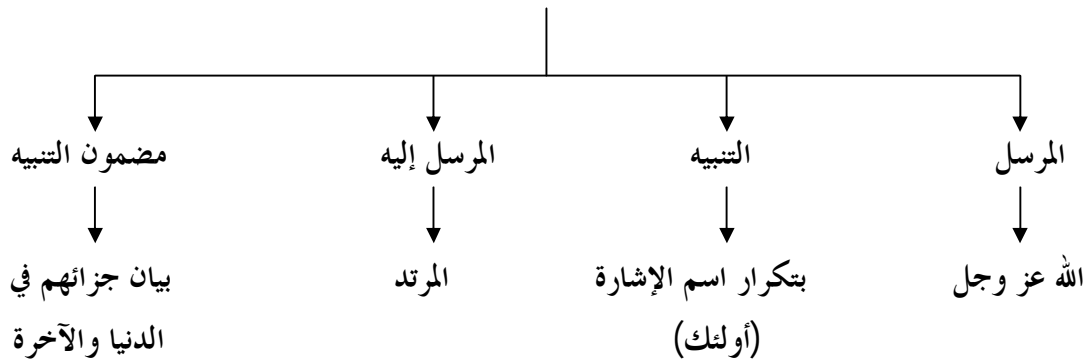 المرسل
التنبيه
المرسل إليه
مضمون التنبيه
الله عز وجل
بتكرار اسم الإشارة
(أولئك)
المرتد
بيان جزائهم في
الدنيا والآخرة